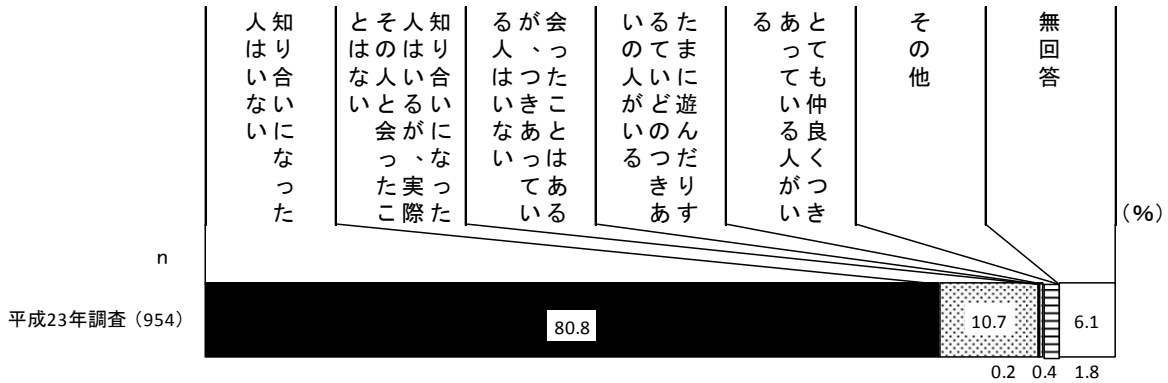 知り合いになった
人はいない
知り合いになった
人はいるが、実際
その人と会ったこ
とはない
会ったことはある
が、つきあってい
る人はいない
たまに遊んだりす
るていどのつきあ
いの人がいる
とても仲良くつき
あっている人がい
る
その他
無回答
(%)
n
平成23年調査 (954)
80.8
10.7
6.1
0.2 0.4 1.8